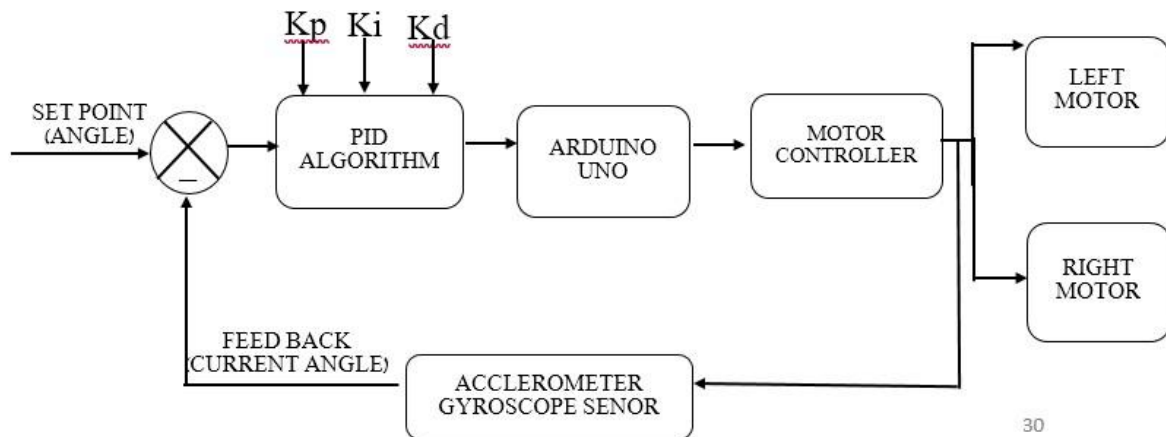 Kp Ki Kd
SET POINT
(ANGLE)
PID
ALGORITHM
ARDUINO
UNO
MOTOR
CONTROLLER
LEFT
MOTOR
RIGHT
MOTOR
FEED BACK
(CURRENT ANGLE)
ACCLEROMETER
GYROSCOPE SENOR
30